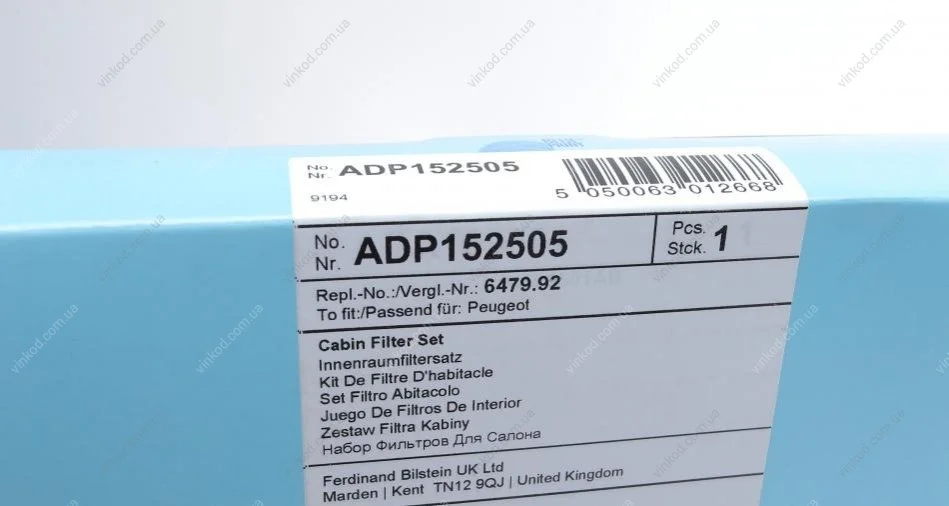 No.
Nr. ADP152505
9194
5 050063 012668
No.
Nr. ADP152505
Pcs.
Stck. 1
Repl.-No.:/Vergl.-Nr.: 6479.92
To fit:/Passend für: Peugeot
Cabin Filter Set
Innenraumfiltersatz
Kit De Filtre D'habitacle
Set Filtro Abitacolo
Juego De Filtros De Interior
Zestaw Filtra Kabiny
Набор Фильтров Для Салона
Ferdinand Bilstein UK Ltd
Marden | Kent TN12 9QJ | United Kingdom
vinkod.com.ua